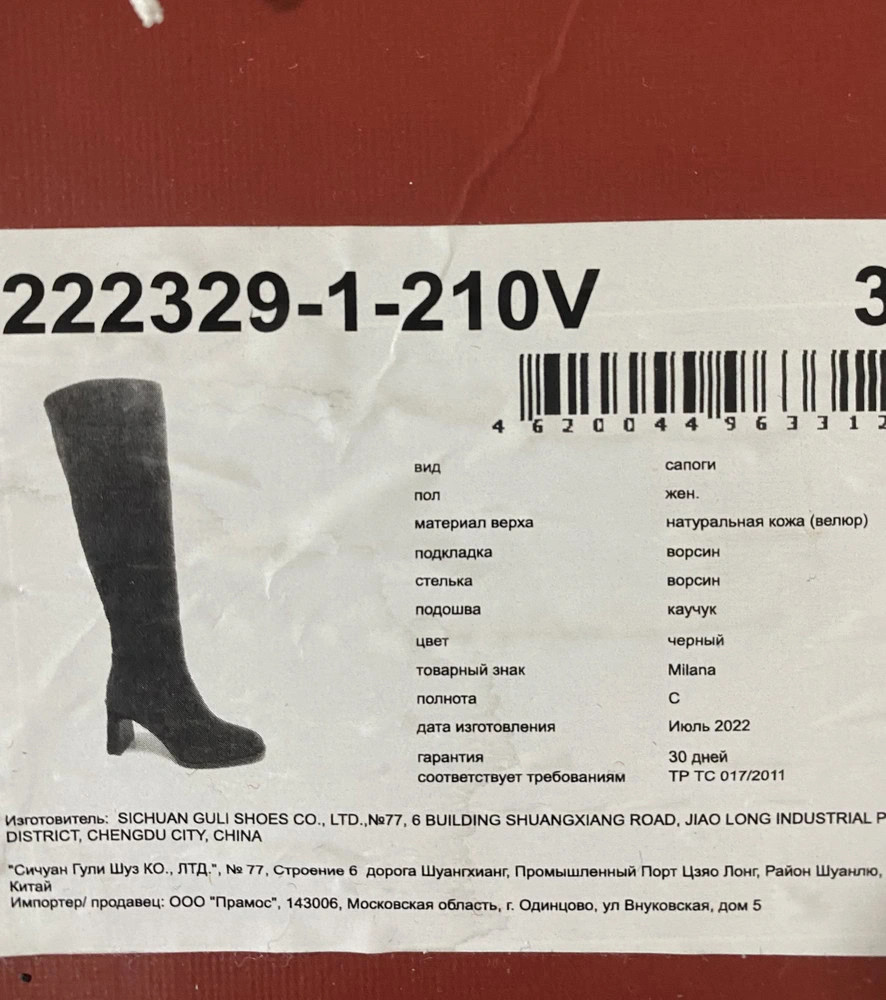 222329-1-210V 3
4 620044 963312
вид сапоги
пол жен.
материал верха натуральная кожа (велюр)
подкладка ворсин
стелька ворсин
подошва каучук
цвет черный
товарный знак Milana
полнота С
дата изготовления Июль 2022
гарантия 30 дней
соответствует требованиям ТР ТС 017/2011
Изготовитель: SICHUAN GULI SHOES CO., LTD.,№77, 6 BUILDING SHUANGXIANG ROAD, JIAO LONG INDUSTRIAL P
DISTRICT, CHENGDU CITY, CHINA
"Сичуан Гули Шуз КО., ЛТД.", № 77, Строение 6 дорога Шуангхианг, Промышленный Порт Цзяо Лонг, Район Шуанлю,
Китай
Импортер/ продавец: ООО "Прамос", 143006, Московская область, г. Одинцово, ул Внуковская, дом 5